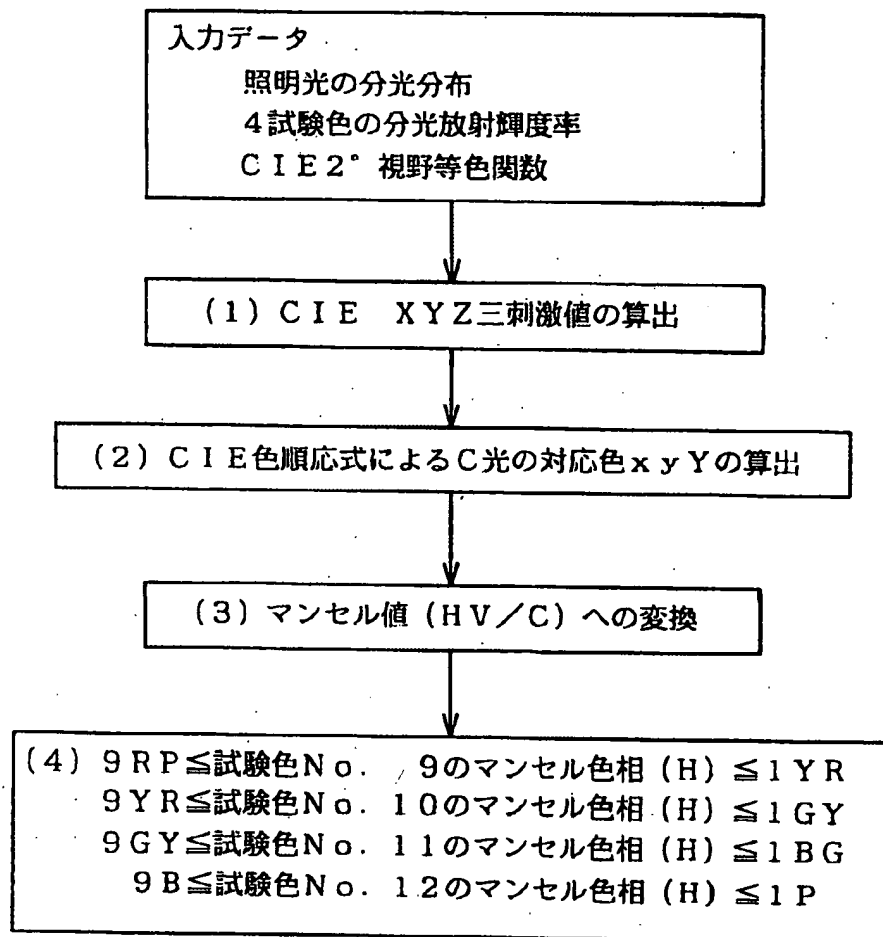 入力データ
照明光の分光分布
4試験色の分光放射輝度率
CIE2°視野等色関数
(1)CIE XYZ三刺激値の算出
(2)CIE色順応式によるC光の対応色xyYの算出
(3)マンセル値(HV/C)への変換
(4)9RP≦試験色No. 9のマンセル色相(H)≦1YR
9YR≦試験色No.10のマンセル色相(H)≦1GY
9GY≦試験色No.11のマンセル色相(H)≦1BG
9B≦試験色No.12のマンセル色相(H)≦1P